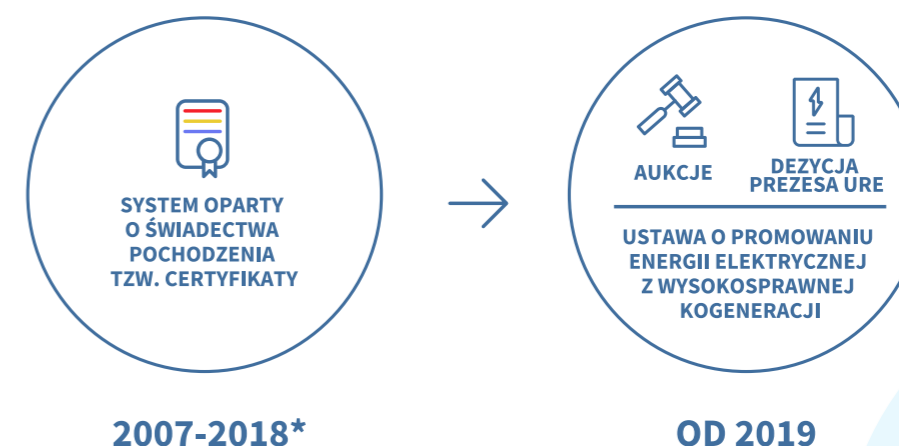 SYSTEM OPARTY
O ŚWIADECTWA
POCHODZENIA
TZW. CERTYFIKATY
2007-2018*
AUKCJE
DEZYCJA
PREZESA URE
USTAWA O PROMOWANIU
ENERGII ELEKTRYCZNEJ
Z WYSOKOSPRAWNEJ
KOGENERACJI
OD 2019